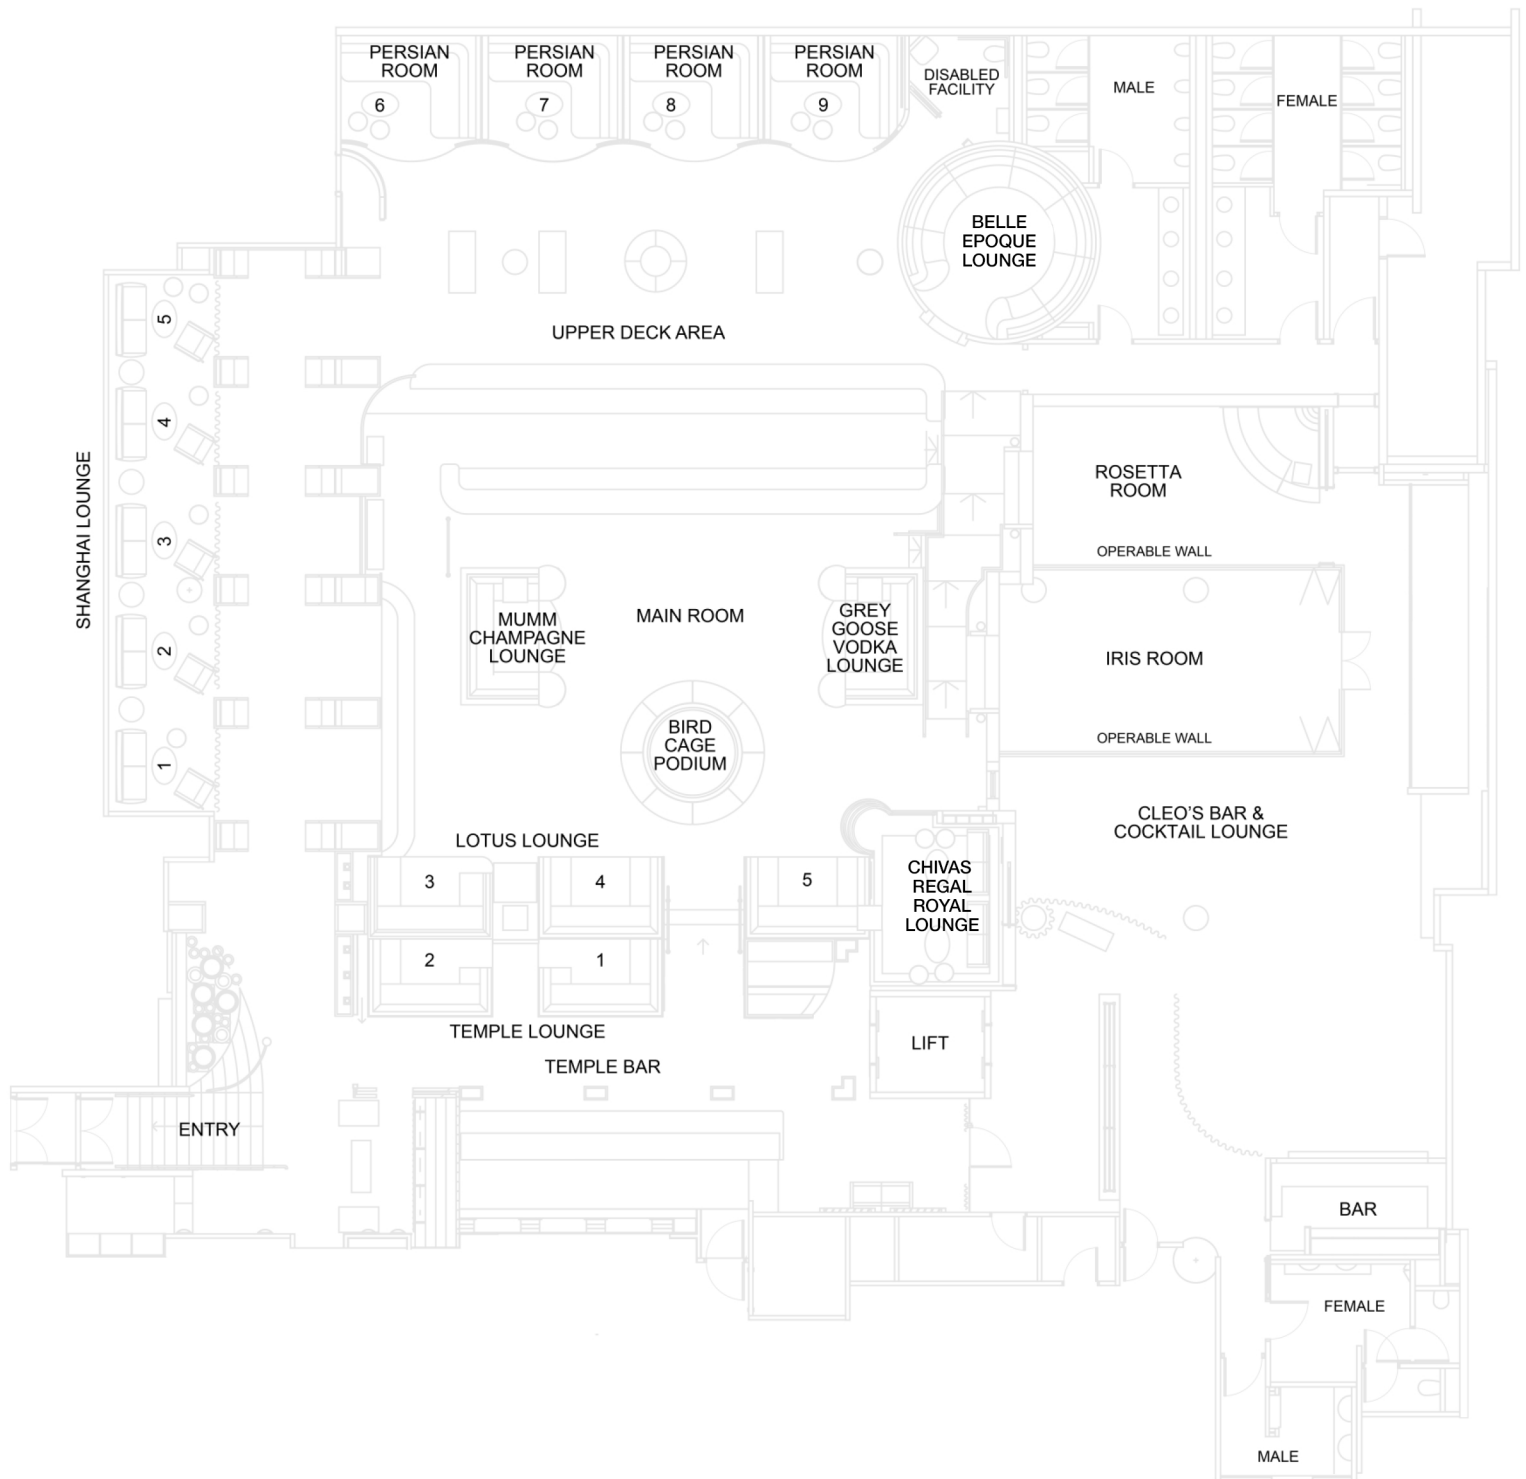 PERSIAN
ROOM
6
PERSIAN
ROOM
7
PERSIAN
ROOM
8
PERSIAN
ROOM
9
DISABLED
FACILITY
MALE
FEMALE
BELLE
EPOQUE
LOUNGE
UPPER DECK AREA
SHANGHAI LOUNGE
5
4
3
2
1
ROSETTA
ROOM
OPERABLE WALL
MUMM
CHAMPAGNE
LOUNGE
MAIN ROOM
GREY
GOOSE
VODKA
LOUNGE
IRIS ROOM
OPERABLE WALL
BIRD
CAGE
PODIUM
CLEO'S BAR &
COCKTAIL LOUNGE
LOTUS LOUNGE
3
4
5
CHIVAS
REGAL
ROYAL
LOUNGE
2
1
TEMPLE LOUNGE
TEMPLE BAR
LIFT
ENTRY
BAR
FEMALE
MALE